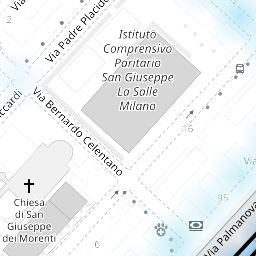 Via Padre Placido
Istituto
Comprensivo
Paritario
San Giuseppe
La Salle
Milano
ccardi
Via Bernardo Celentano
16
Chiesa
di San
Giuseppe
dei Morenti
95
6
Via Palmanova